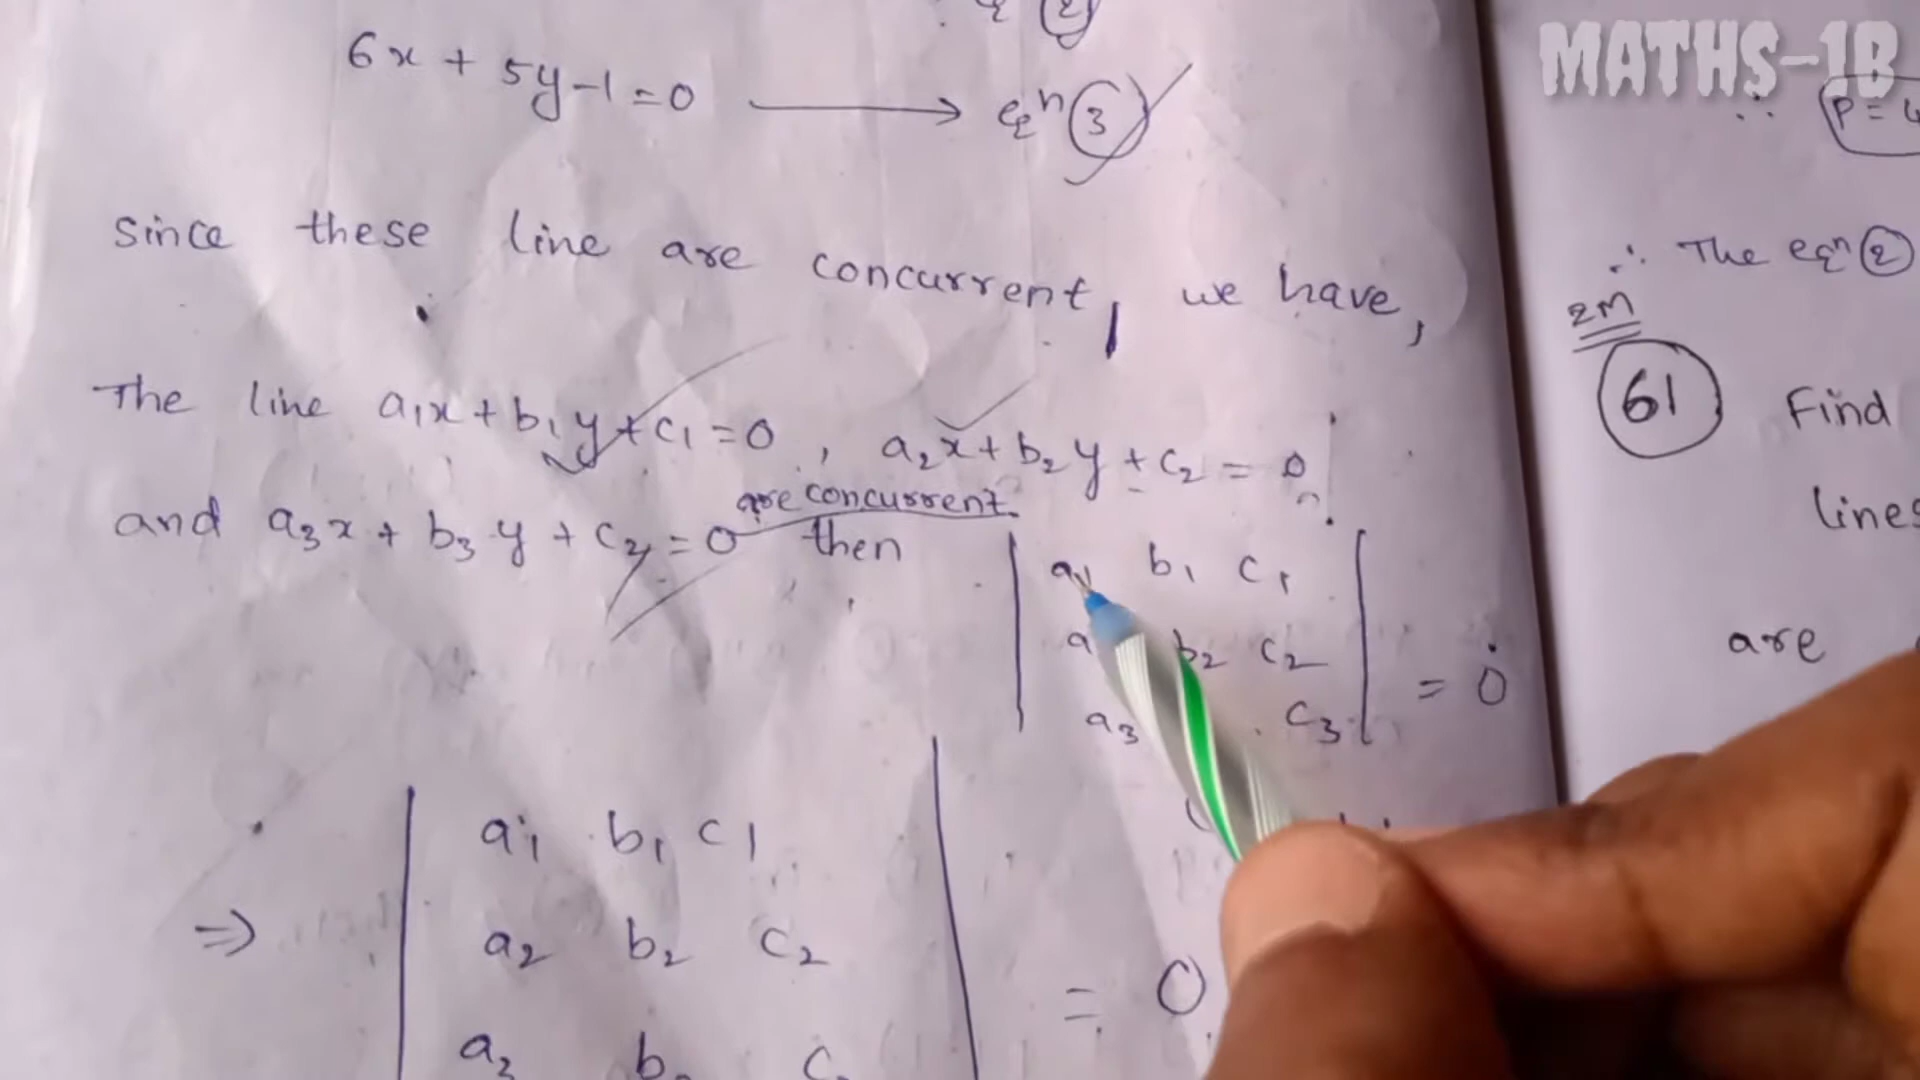 MATHS-1B
6x + 5y-1=0 ⟶ eqⁿ (3)
since these line are concurrent, we have,
The line a₁x+b₁y+c₁=0, a₂x+b₂y+c₂=0
are concurrent
and a₃x + b₃y + c₂=0 then
a₁ b₁ c₁
a b₂ c₂
a₃ c₃
= 0
⇒
a₁ b₁ c₁
a₂ b₂ c₂
= 0
∴ P =
∴ The eqⁿ (2)
2M
61 Find
lines
are